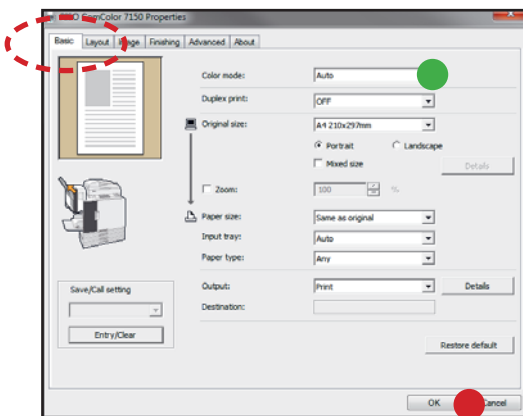 ComColor 7150 Properties
Basic Layout Image Finishing Advanced About
Color mode: Auto
Duplex print: OFF
Original size: A4 210x297mm
Portrait Landscape
Mixed size Details
Zoom: 100 %
Paper size: Same as original
Input tray: Auto
Paper type: Any
Save/Call setting
Output: Print Details
Destination:
Entry/Clear
Restore default
OK Cancel